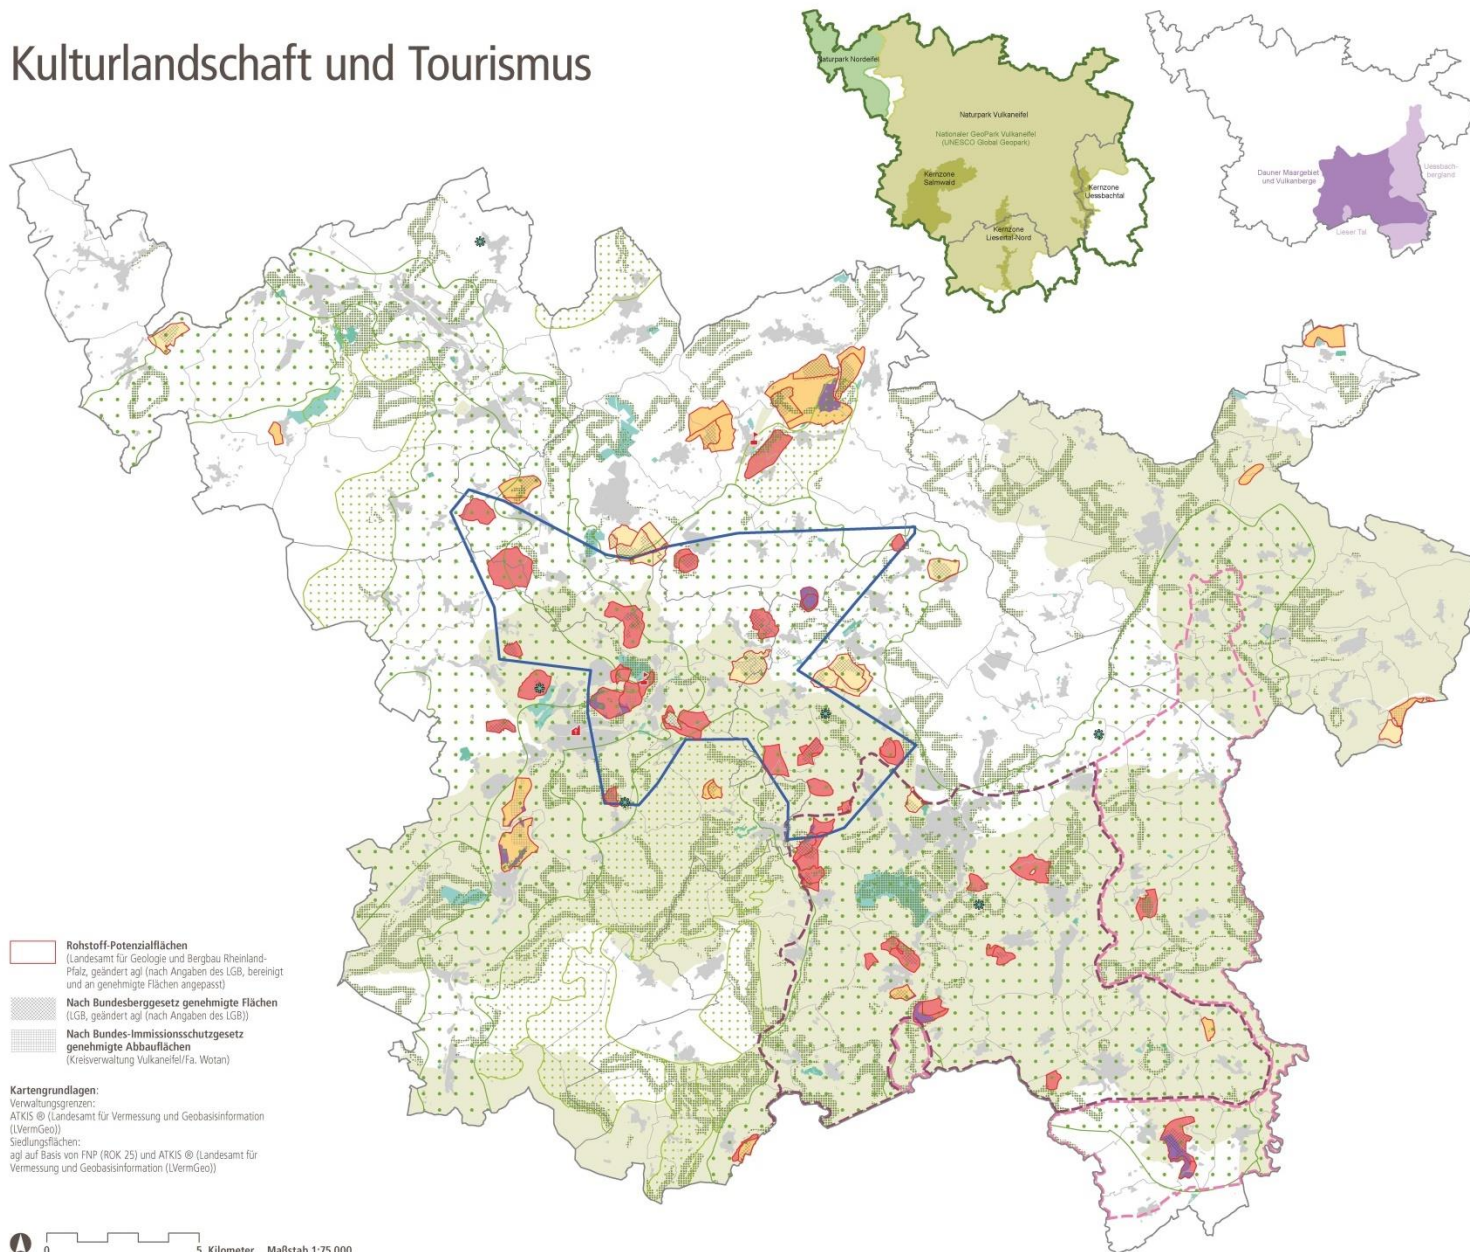 Kulturlandschaft und Tourismus
Naturpark Nordeifel
Naturpark Vulkaneifel
Nationaler GeoPark Vulkaneifel
(UNESCO Global Geopark)
Kernzone
Salmwald
Kernzone
Uessbachtal
Kernzone
Liesertal-Nord
Dauner Maargebiet
und Vulkanberge
Uessbach-
bergland
Lieser Tal
Rohstoff-Potenzialflächen
(Landesamt für Geologie und Bergbau Rheinland-
Pfalz, geändert agl (nach Angaben des LGB, bereinigt
und an genehmigte Flächen angepasst)
Nach Bundesberggesetz genehmigte Flächen
(LGB, geändert agl (nach Angaben des LGB))
Nach Bundes-Immissionsschutzgesetz
genehmigte Abbauflächen
(Kreisverwaltung Vulkaneifel/Fa. Wotan)
Kartengrundlagen:
Verwaltungsgrenzen:
ATKIS ® (Landesamt für Vermessung und Geobasisinformation
(LVermGeo))
Siedlungsflächen:
agl auf Basis von FNP (ROK 25) und ATKIS ® (Landesamt für
Vermessung und Geobasisinformation (LVermGeo))
0 5 Kilometer Maßstab 1:75.000